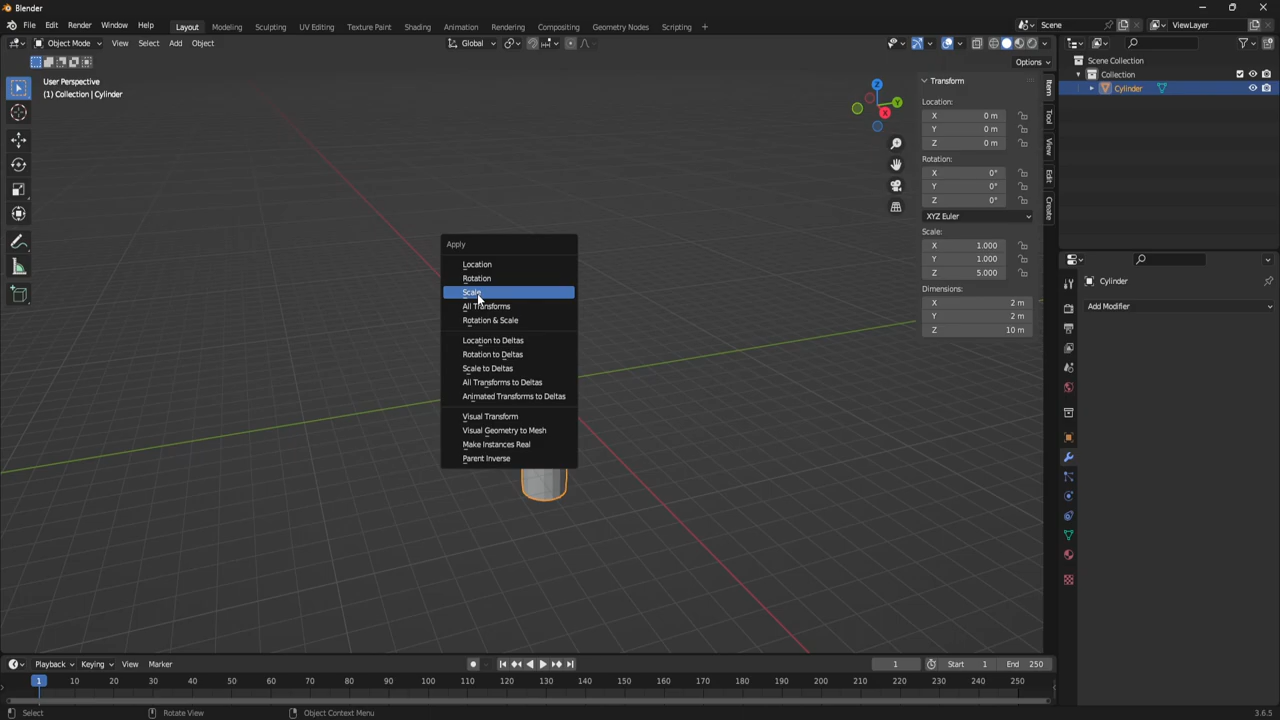 Blender
File Edit Render Window Help
Layout Modeling Sculpting UV Editing Texture Paint Shading Animation Rendering Compositing Geometry Nodes Scripting +
Scene
ViewLayer
Object Mode View Select Add Object
Global
Options
User Perspective
(1) Collection | Cylinder
Z
Y
X
Apply
Location
Rotation
Scale
All Transforms
Rotation & Scale
Location to Deltas
Rotation to Deltas
Scale to Deltas
All Transforms to Deltas
Animated Transforms to Deltas
Visual Transform
Visual Geometry to Mesh
Make Instances Real
Parent Inverse
Transform
Location:
X 0 m
Y 0 m
Z 0 m
Rotation:
X 0°
Y 0°
Z 0°
XYZ Euler
Scale:
X 1.000
Y 1.000
Z 5.000
Dimensions:
X 2 m
Y 2 m
Z 10 m
Item
Tool
View
Edit
Create
Scene Collection
Collection
Cylinder
Cylinder
Add Modifier
Playback Keying View Marker
1
Start 1
End 250
1 10 20 30 40 50 60 70 80 90 100 110 120 130 140 150 160 170 180 190 200 210 220 230 240 250
Select
Rotate View
Object Context Menu
3.6.5